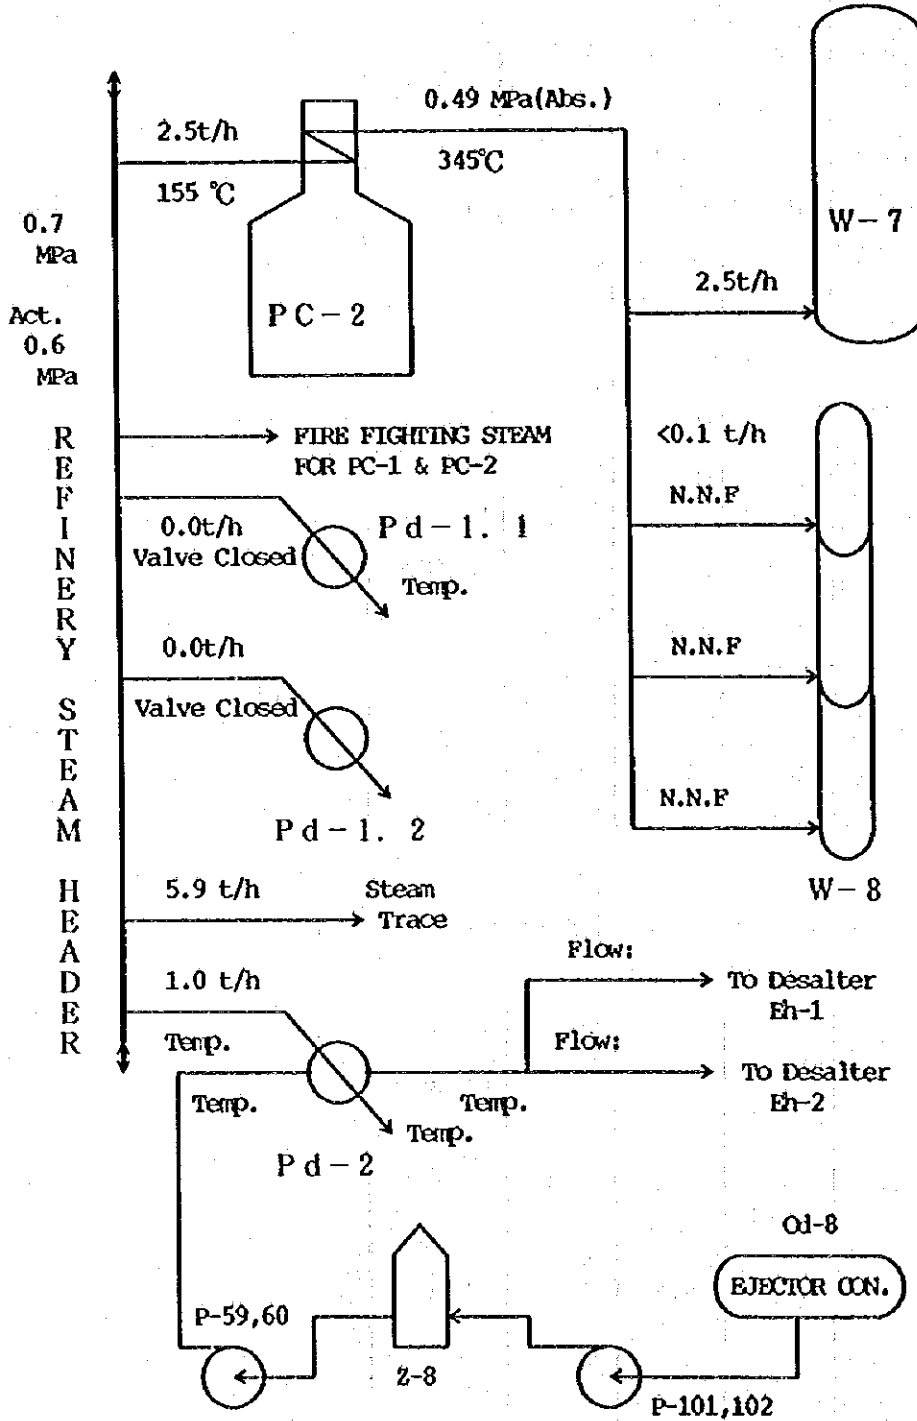 0.49 MPa(Abs.)
2.5t/h
345℃
155 ℃
0.7
MPa
W-7
2.5t/h
PC-2
Act.
0.6
MPa
REFINERY STEAM HEADER
FIRE FIGHTING STEAM
FOR PC-1 & PC-2
<0.1 t/h
N.N.F
0.0t/h
Pd-1. 1
Valve Closed
Temp.
0.0t/h
N.N.F
Valve Closed
N.N.F
Pd-1. 2
5.9 t/h
Steam
Trace
W-8
Flow:
1.0 t/h
To Desalter
Eh-1
Temp.
Flow:
To Desalter
Eh-2
Temp.
Temp.
Temp.
Pd-2
Od-8
EJECTOR CON.
P-59,60
Z-8
P-101,102